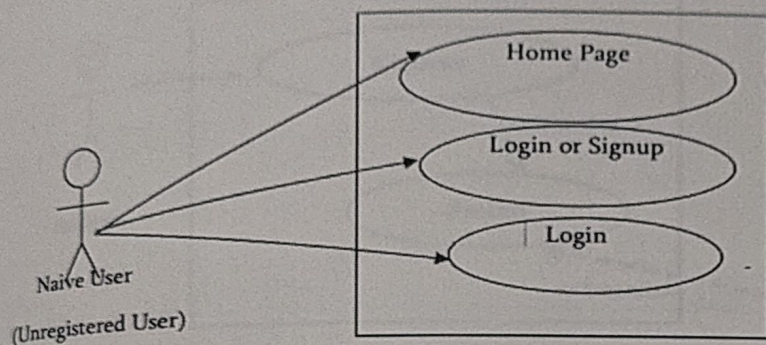 Home Page
Login or Signup
Login
Naive User
(Unregistered User)